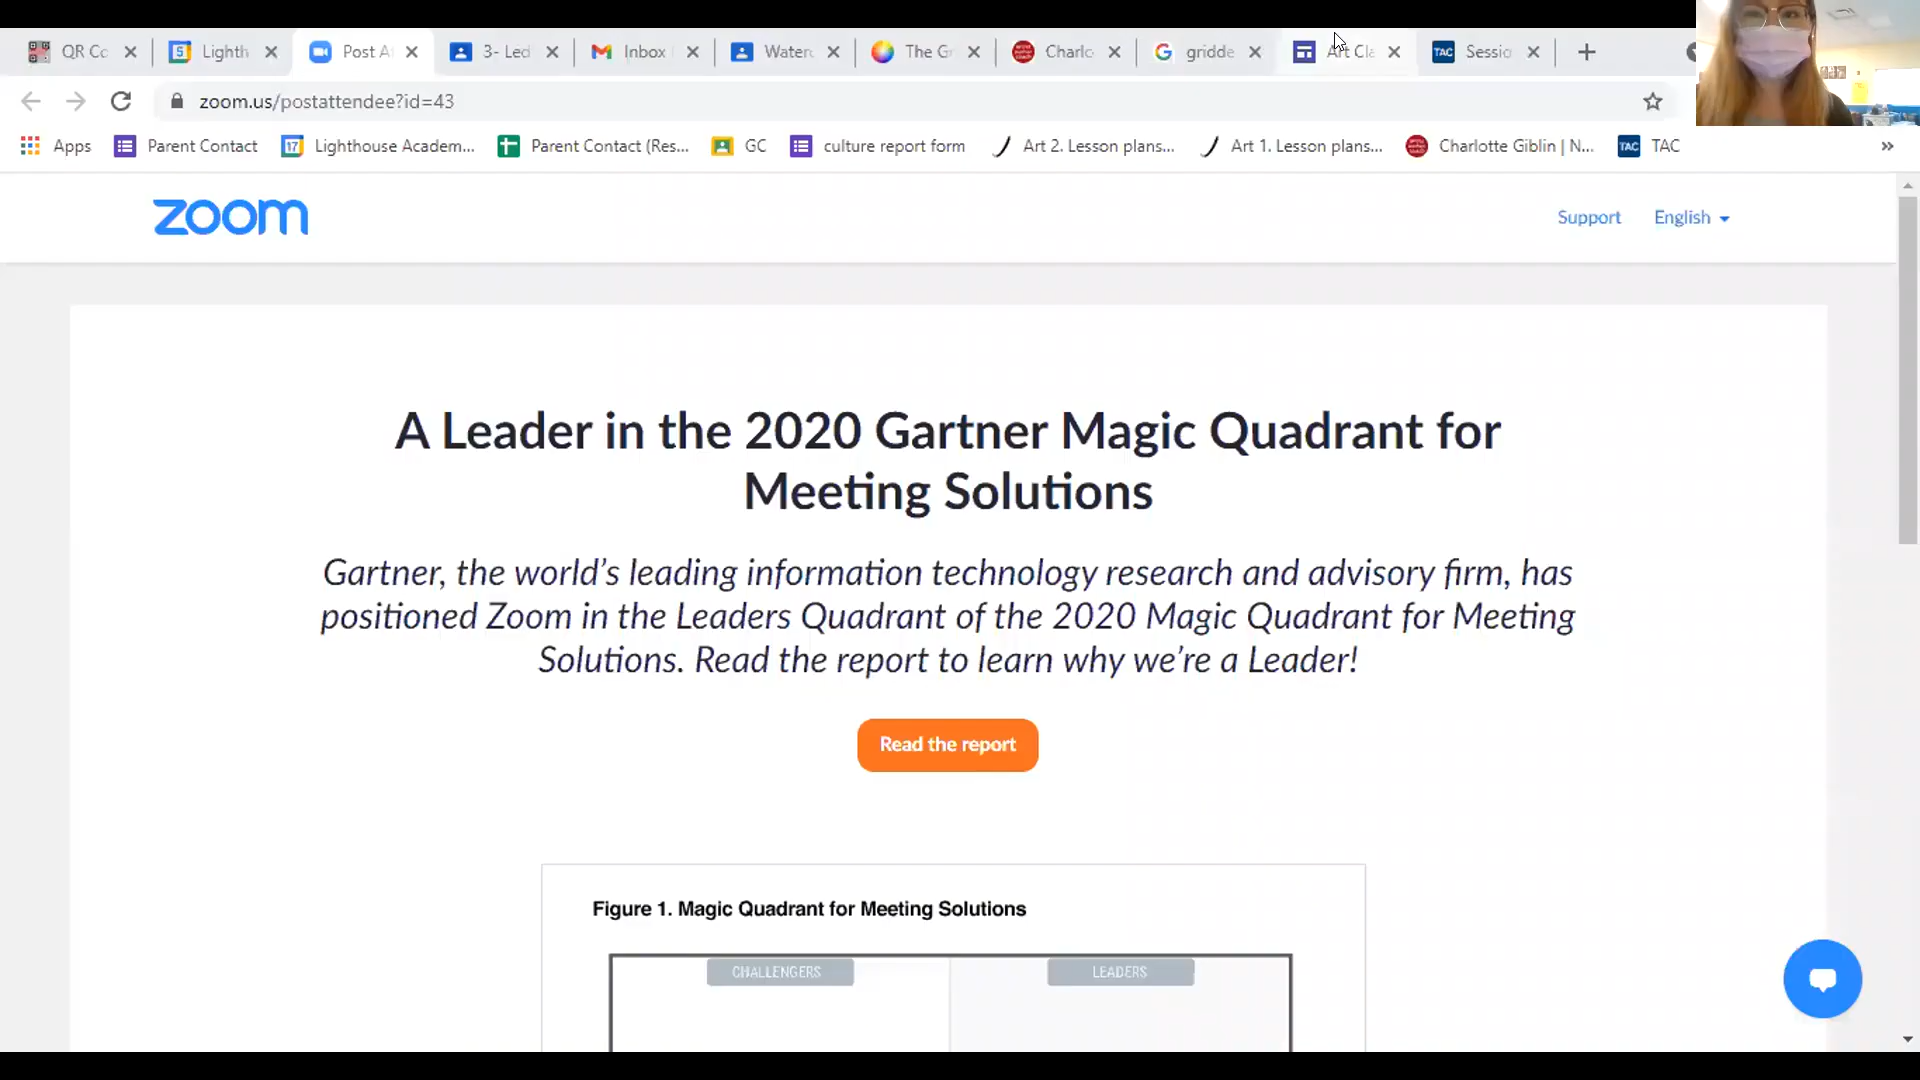 QR Co
Lighth
Post A
3- Led
Inbox
Water
The G
Charlo
gridde
Art Cla
Sessio
zoom.us/postattendee?id=43
Apps
Parent Contact
Lighthouse Academ...
Parent Contact (Res...
GC
culture report form
Art 2. Lesson plans...
Art 1. Lesson plans...
Charlotte Giblin | N...
TAC
TAC
zoom
Support
English
A Leader in the 2020 Gartner Magic Quadrant for
Meeting Solutions
Gartner, the world’s leading information technology research and advisory firm, has
positioned Zoom in the Leaders Quadrant of the 2020 Magic Quadrant for Meeting
Solutions. Read the report to learn why we’re a Leader!
Read the report
Figure 1. Magic Quadrant for Meeting Solutions
CHALLENGERS
LEADERS